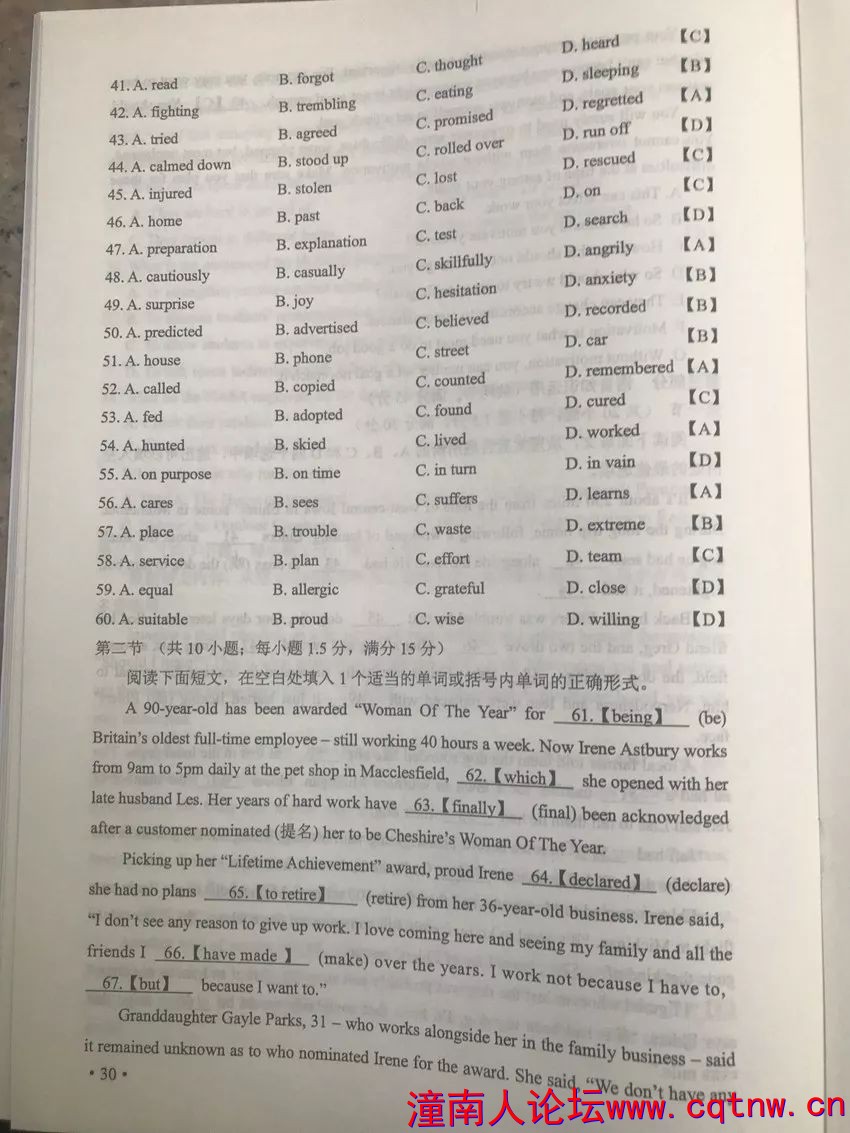 41. A. read B. forgot C. thought D. heard 【C】
42. A. fighting B. trembling C. eating D. sleeping 【B】
43. A. tried B. agreed C. promised D. regretted 【A】
44. A. calmed down B. stood up C. rolled over D. run off 【D】
45. A. injured B. stolen C. lost D. rescued 【C】
46. A. home B. past C. back D. on 【C】
47. A. preparation B. explanation C. test D. search 【D】
48. A. cautiously B. casually C. skillfully D. angrily 【A】
49. A. surprise B. joy C. hesitation D. anxiety 【B】
50. A. predicted B. advertised C. believed D. recorded 【B】
51. A. house B. phone C. street D. car 【B】
52. A. called B. copied C. counted D. remembered 【A】
53. A. fed B. adopted C. found D. cured 【C】
54. A. hunted B. skied C. lived D. worked 【A】
55. A. on purpose B. on time C. in turn D. in vain 【D】
56. A. cares B. sees C. suffers D. learns 【A】
57. A. place B. trouble C. waste D. extreme 【B】
58. A. service B. plan C. effort D. team 【C】
59. A. equal B. allergic C. grateful D. close 【D】
60. A. suitable B. proud C. wise D. willing 【D】
第二节 (共 10 小题; 每小题 1.5 分, 满分 15 分)
阅读下面短文, 在空白处填入 1 个适当的单词或括号内单词的正确形式。
A 90-year-old has been awarded “Woman Of The Year” for 61.【being】 (be)
Britain's oldest full-time employee – still working 40 hours a week. Now Irene Astbury works
from 9am to 5pm daily at the pet shop in Macclesfield, 62.【which】 she opened with her
late husband Les. Her years of hard work have 63.【finally】 (final) been acknowledged
after a customer nominated (提名) her to be Cheshire's Woman Of The Year.
Picking up her “Lifetime Achievement” award, proud Irene 64.【declared】 (declare)
she had no plans 65.【to retire】 (retire) from her 36-year-old business. Irene said,
“I don't see any reason to give up work. I love coming here and seeing my family and all the
friends I 66.【have made 】 (make) over the years. I work not because I have to,
67.【but】 because I want to.”
Granddaughter Gayle Parks, 31 – who works alongside her in the family business – said
it remained unknown as to who nominated Irene for the award. She said, “We don't have any
· 30 ·
潼南人论坛www.cqtnw.cn